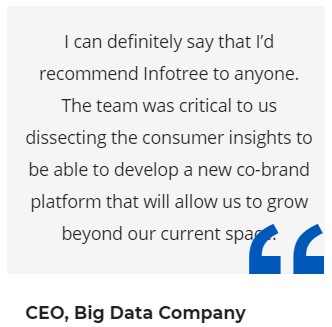 I can definitely say that I'd
recommend Infotree to anyone.
The team was critical to us
dissecting the consumer insights to
be able to develop a new co-brand
platform that will allow us to grow
beyond our current space.
CEO, Big Data Company